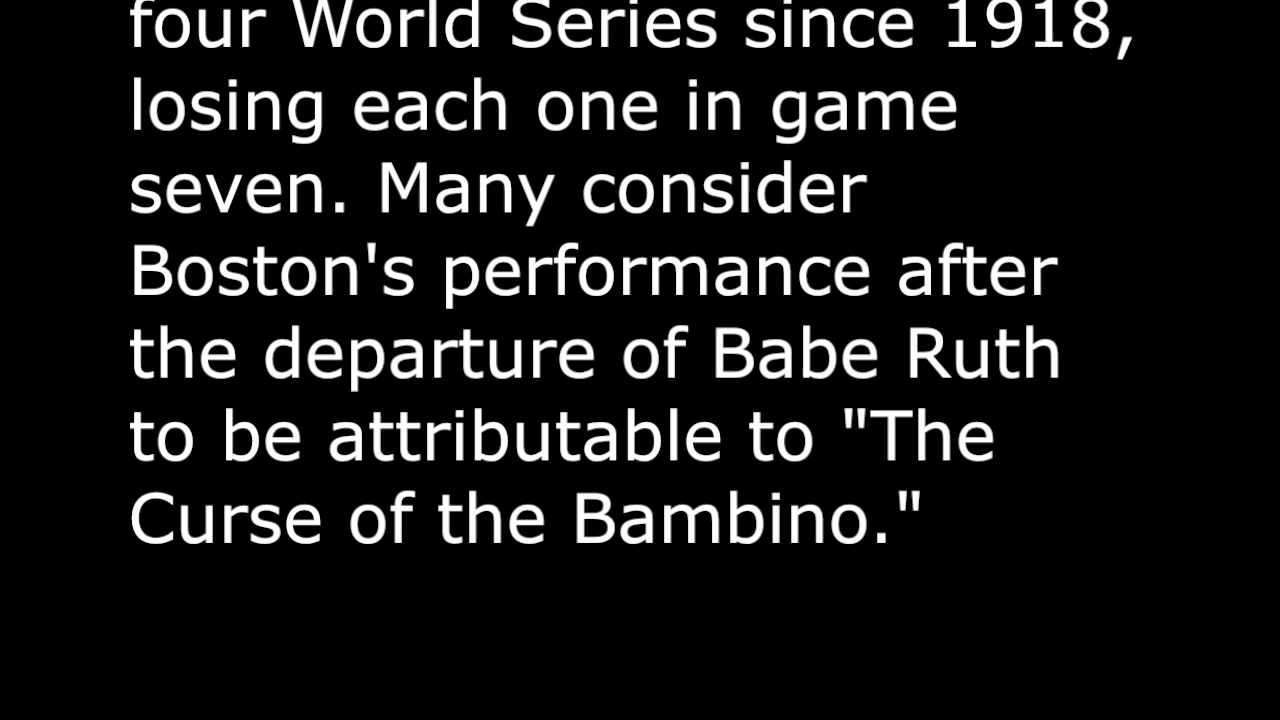 four World Series since 1918,
losing each one in game
seven. Many consider
Boston's performance after
the departure of Babe Ruth
to be attributable to "The
Curse of the Bambino."